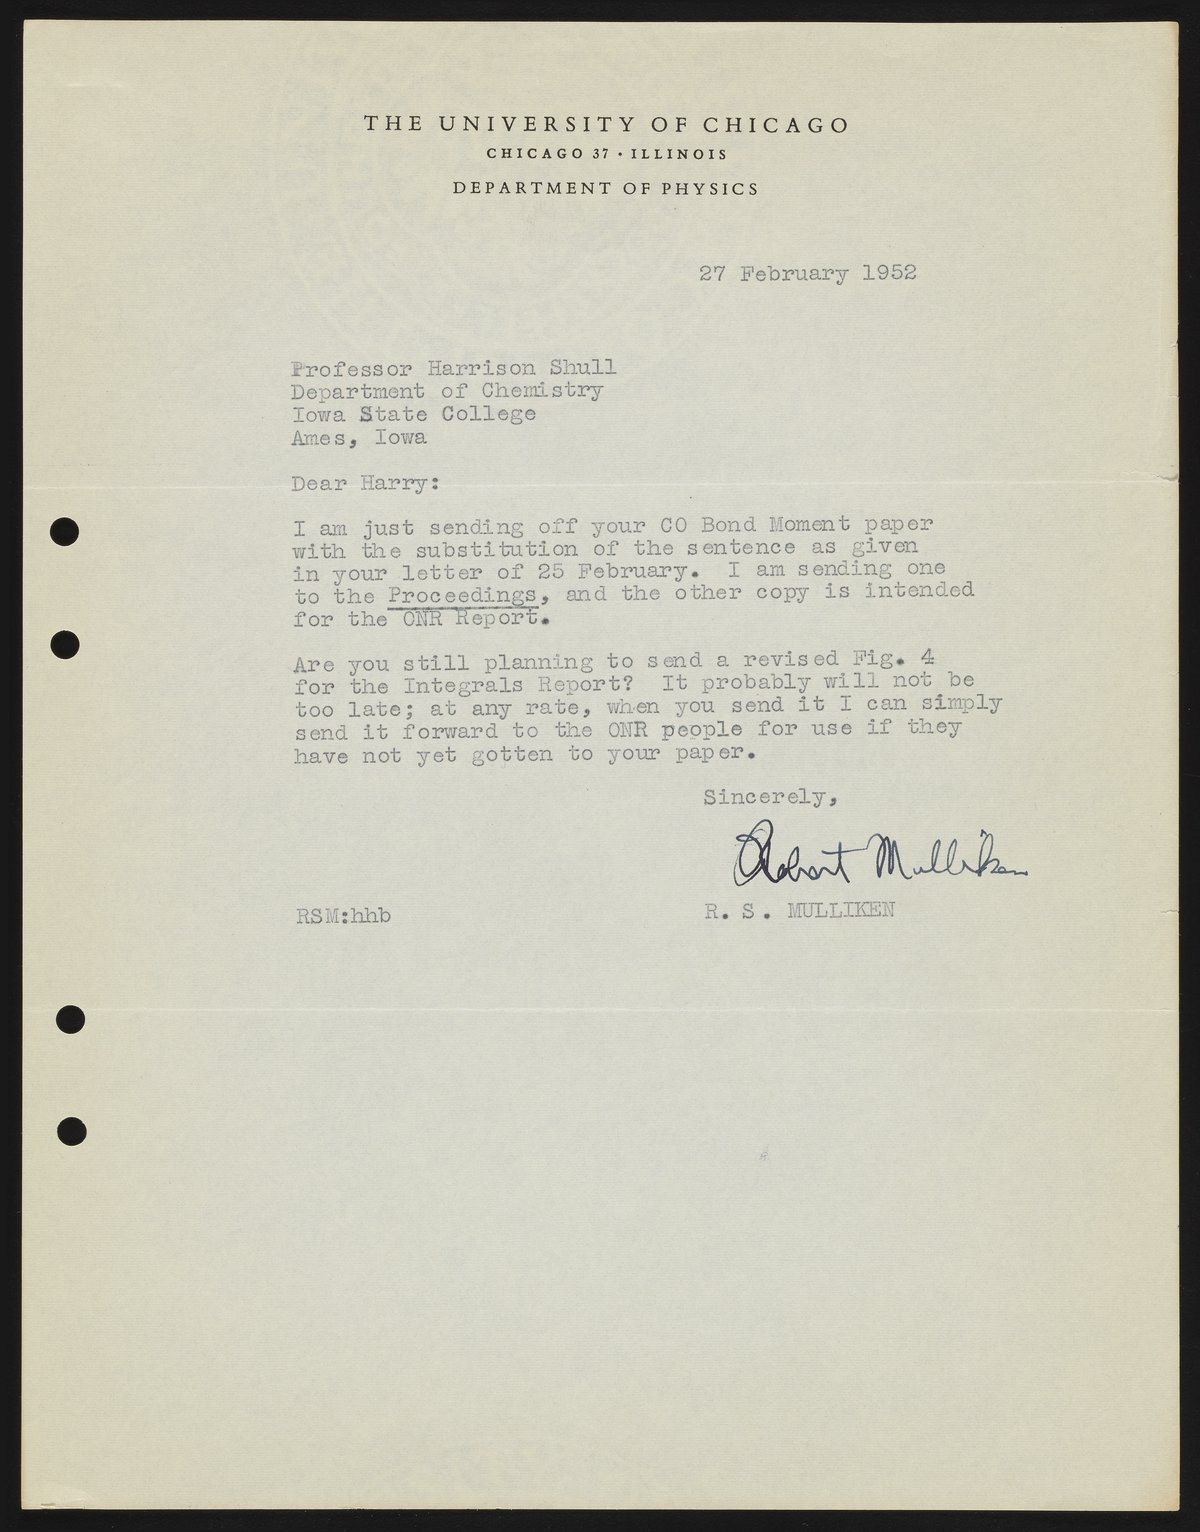 THE UNIVERSITY OF CHICAGO
CHICAGO 37 · ILLINOIS
DEPARTMENT OF PHYSICS
27 February 1952
Professor Harrison Shull
Department of Chemistry
Iowa State College
Ames, Iowa
Dear Harry:
I am just sending off your CO Bond Moment paper
with the substitution of the sentence as given
in your letter of 25 February. I am sending one
to the Proceedings, and the other copy is intended
for the ONR Report.
Are you still planning to send a revised Fig. 4
for the Integrals Report? It probably will not be
too late; at any rate, when you send it I can simply
send it forward to the ONR people for use if they
have not yet gotten to your paper.
Sincerely,
Robert Mulliken
RSM:hhb
R. S. MULLIKEN